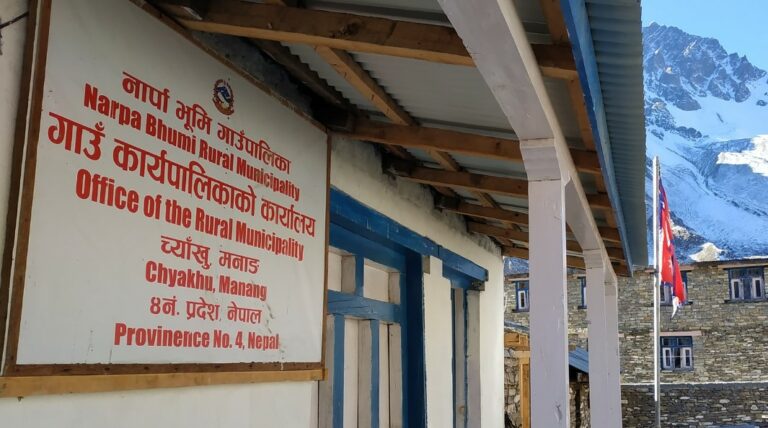 नार्पा भूमि गाउँपालिका
Narpa Bhumi Rural Municipality
गाउँ कार्यपालिकाको कार्यालय
Office of the Rural Municipality
च्याँखु, मनाङ
Chyakhu, Manang
४नं. प्रदेश, नेपाल
Provinence No. 4, Nepal